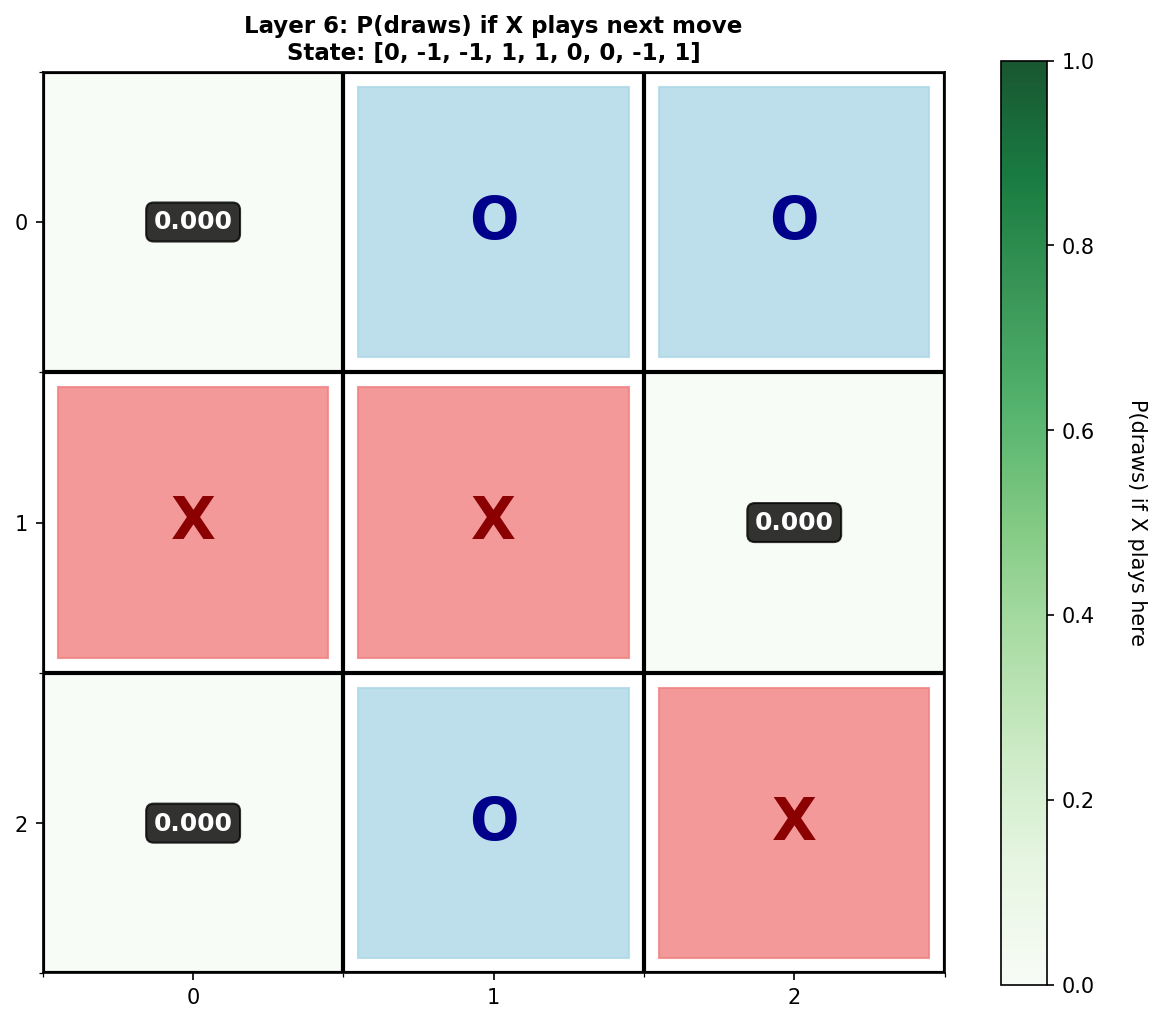 Layer 6: P(draws) if X plays next move
State: [0, -1, -1, 1, 1, 0, 0, -1, 1]
0.000
O
O
X
X
0.000
0.000
O
X
0
1
2
0
1
2
1.0
0.8
0.6
0.4
0.2
0.0
P(draws) if X plays here